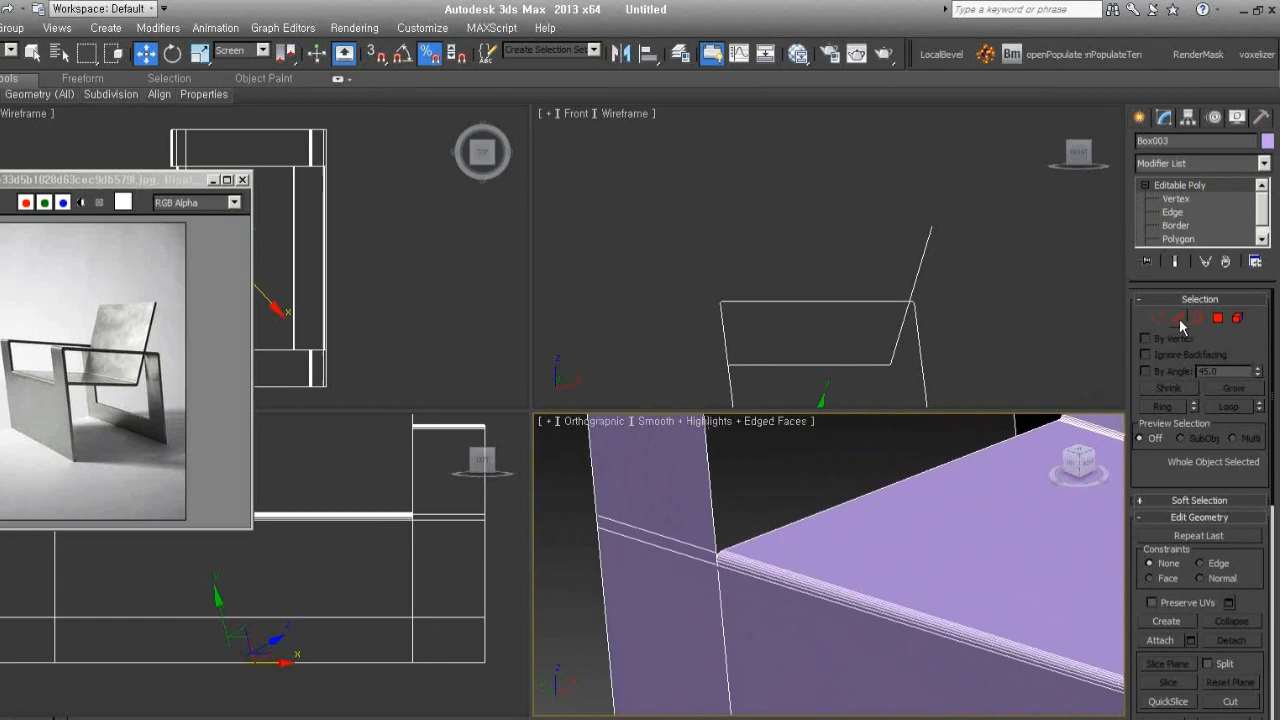 Workspace: Default
Autodesk 3ds Max 2013 x64
Untitled
Type a keyword or phrase
Group
Views
Create
Modifiers
Animation
Graph Editors
Rendering
Customize
MAXScript
Help
Screen
Create Selection Set
LocalBevel
Bm
openPopulate
RenderMask
voxelizer
Freeform
Selection
Object Paint
Geometry (All)
Subdivision
Align
Properties
Wireframe ]
[ + ] Front ] Wireframe ]
TOP
FRONT
RGB Alpha
x
z
LEFT
[ + ] Orthographic ] Smooth + Highlights + Edged Faces ]
Box003
Modifier List
Editable Poly
Vertex
Edge
Border
Polygon
Selection
By Vertex
Ignore Backfacing
By Angle:
45.0
Shrink
Grow
Ring
Loop
Preview Selection
Off
SubObj
Multi
Whole Object Selected
Soft Selection
Edit Geometry
Repeat Last
Constraints
None
Edge
Face
Normal
Preserve UVs
Create
Collapse
Attach
Detach
Slice Plane
Split
Slice
Reset Plane
QuickSlice
Cut